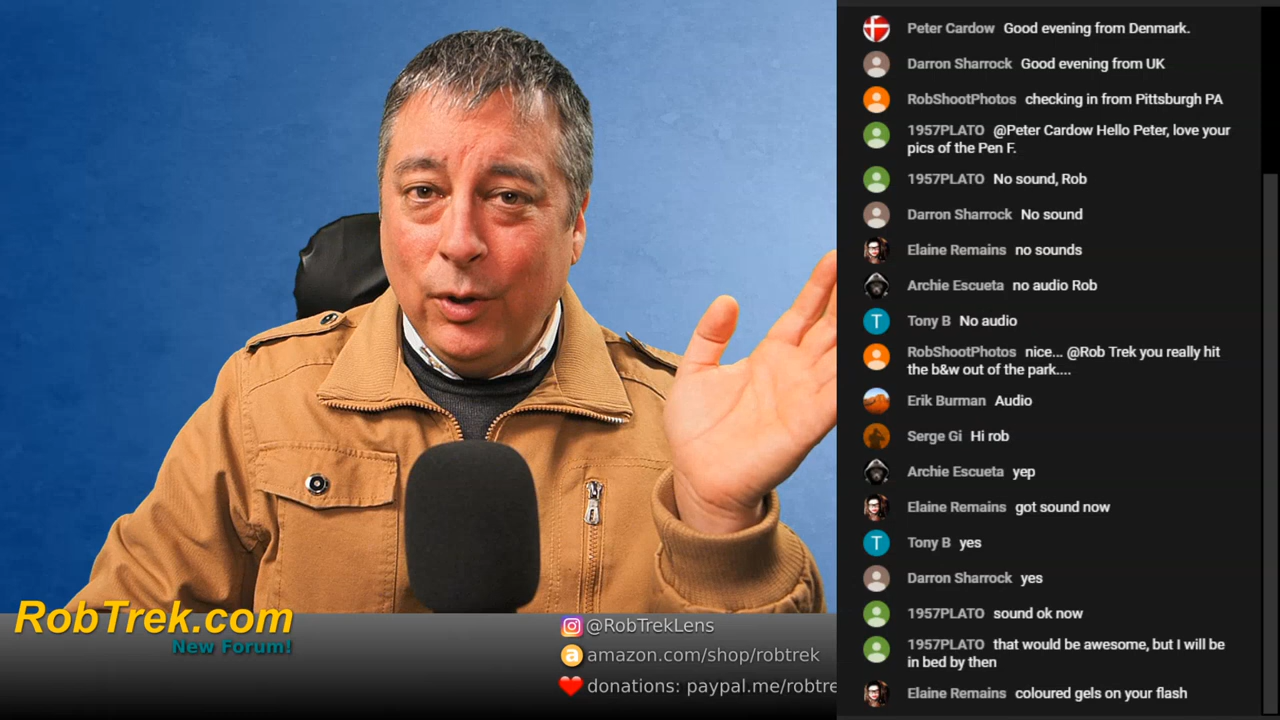 RobTrek.com
New Forum!
@RobTrekLens
amazon.com/shop/robtrek
donations: paypal.me/robtre
Peter Cardow Good evening from Denmark.
Darron Sharrock Good evening from UK
RobShootPhotos checking in from Pittsburgh PA
1957PLATO @Peter Cardow Hello Peter, love your
pics of the Pen F.
1957PLATO No sound, Rob
Darron Sharrock No sound
Elaine Remains no sounds
Archie Escueta no audio Rob
T
Tony B No audio
RobShootPhotos nice... @Rob Trek you really hit
the b&w out of the park....
Erik Burman Audio
Serge Gi Hi rob
Archie Escueta yep
Elaine Remains got sound now
T
Tony B yes
Darron Sharrock yes
1957PLATO sound ok now
1957PLATO that would be awesome, but I will be
in bed by then
Elaine Remains coloured gels on your flash